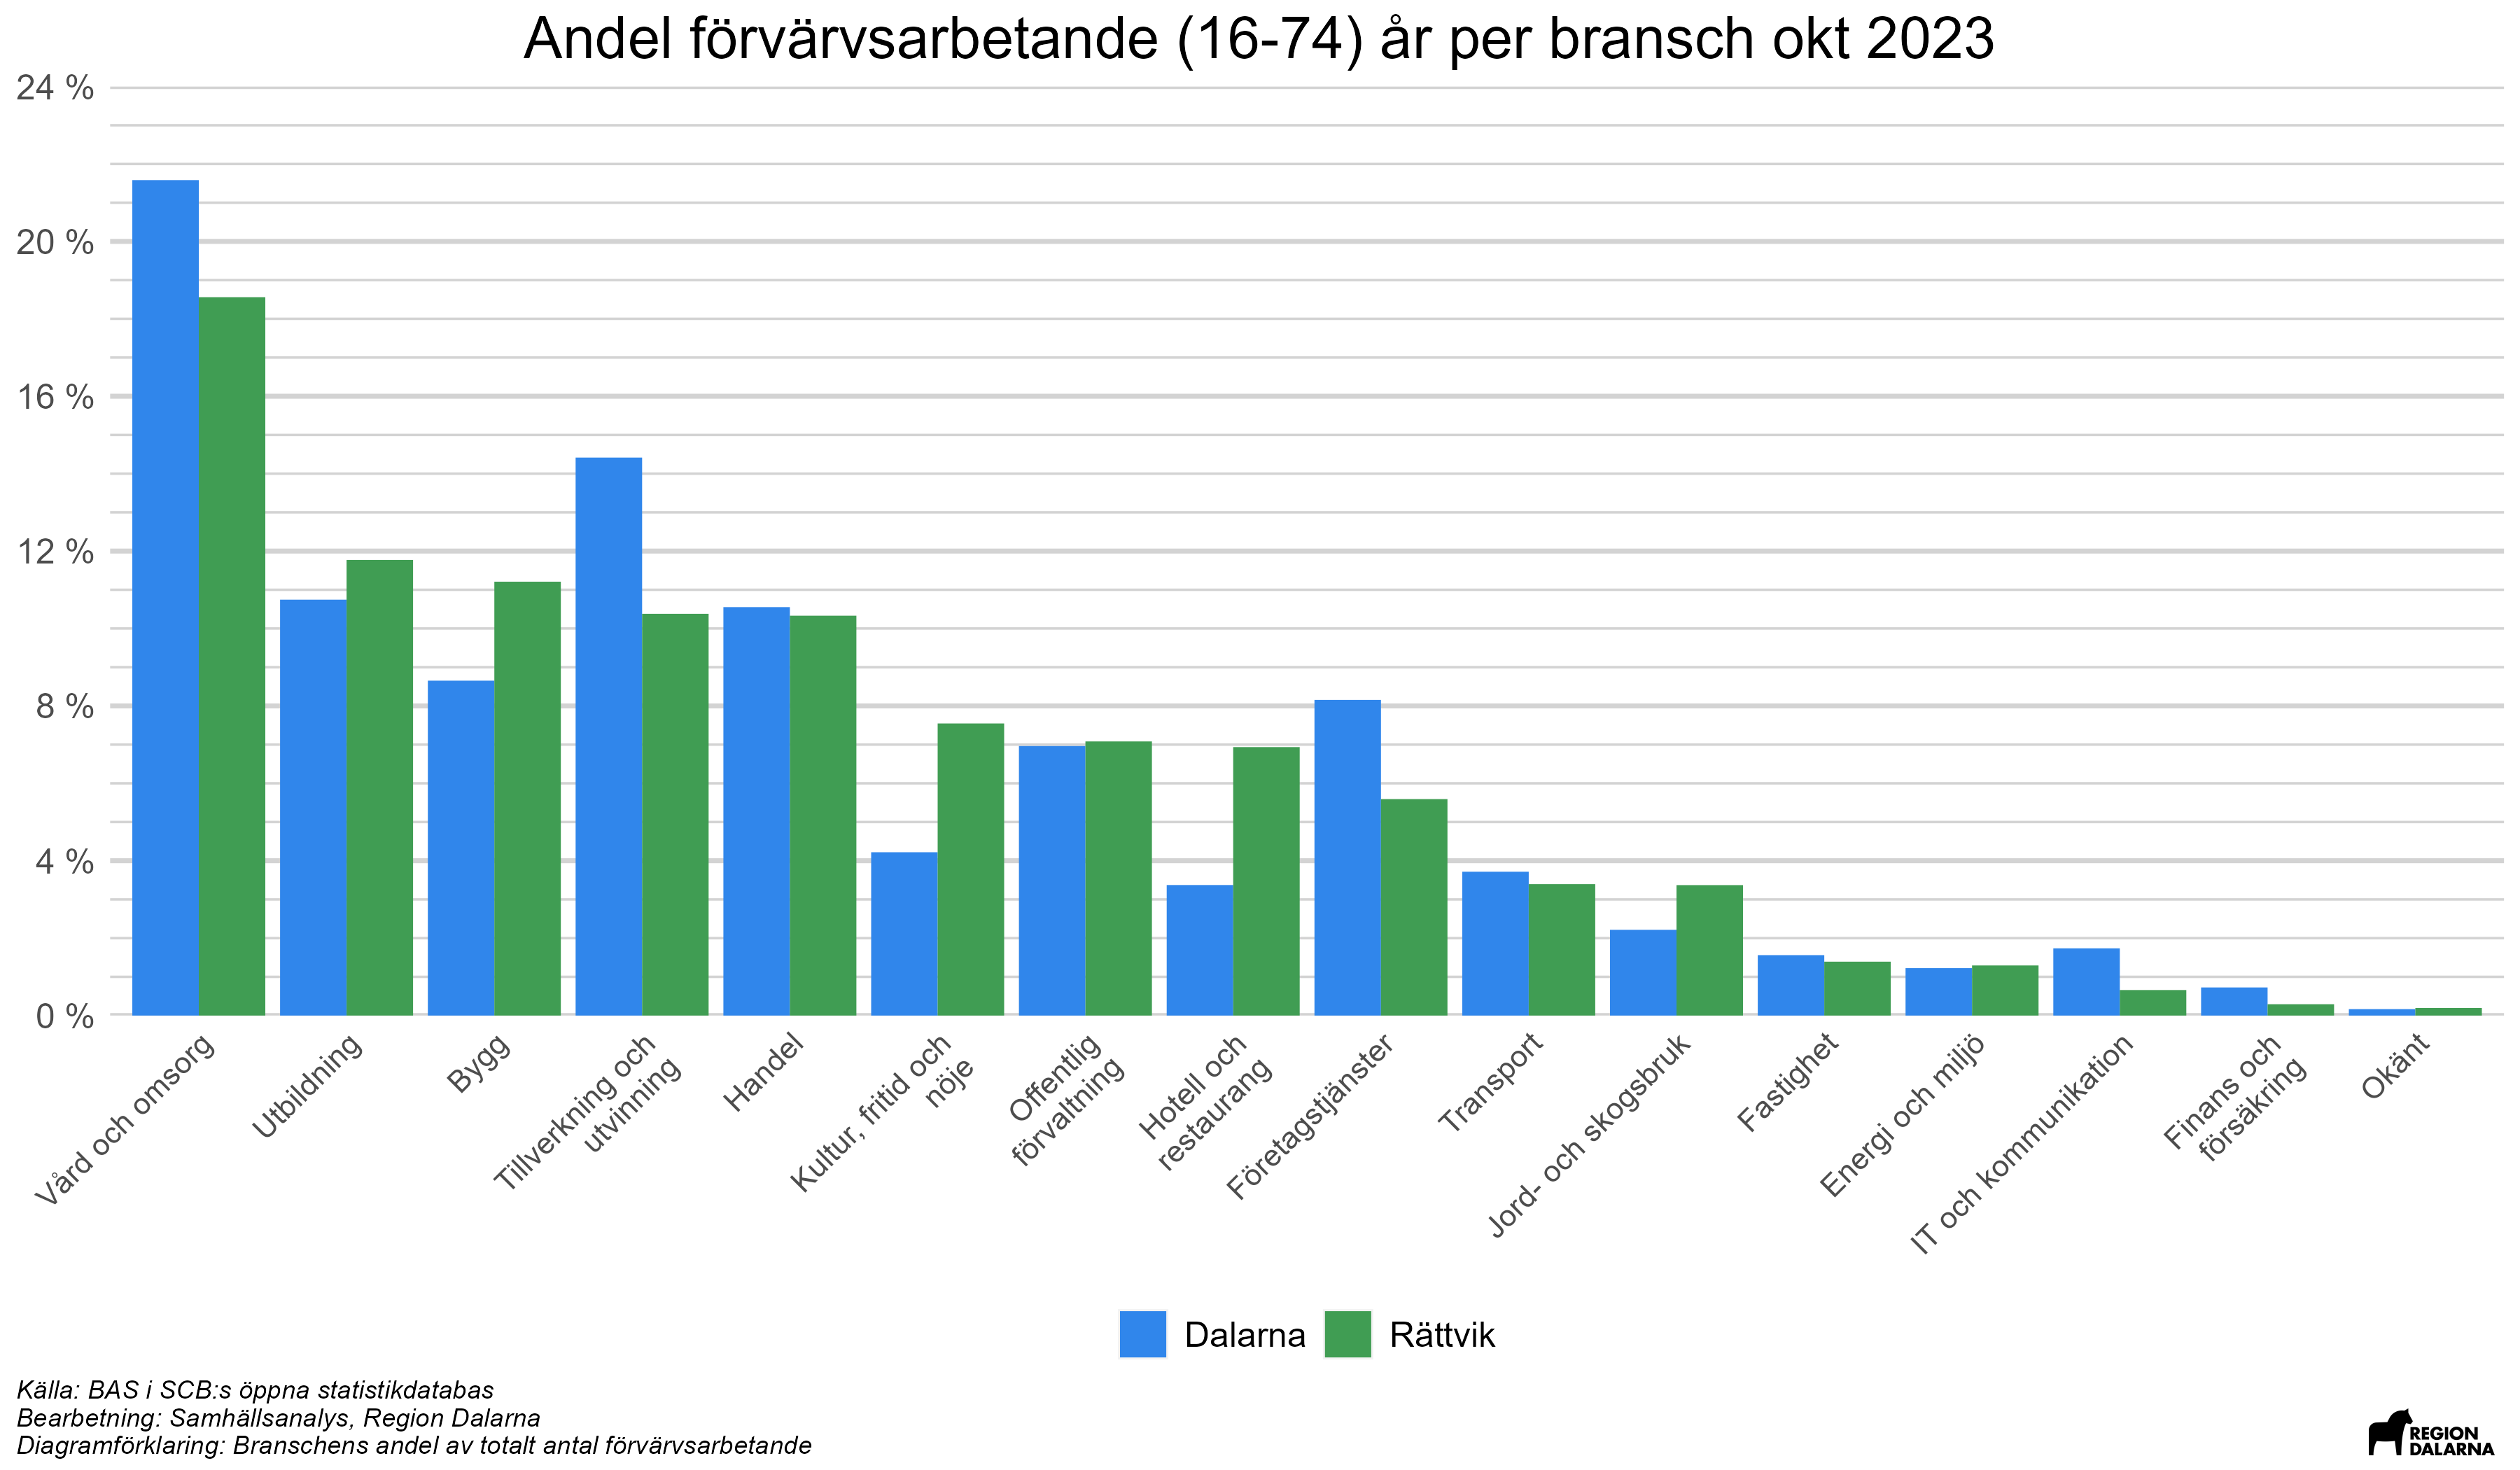 Andel förvärvsarbetande (16-74) år per bransch okt 2023
24 %
20 %
16 %
12 %
8 %
4 %
0 %
Vård och omsorg
Utbildning
Bygg
Tillverkning och
utvinning
Handel
Kultur, fritid och
nöje
Offentlig
förvaltning
Hotell och
restaurang
Företagstjänster
Transport
Jord- och skogsbruk
Fastighet
Energi och miljö
IT och kommunikation
Finans och
försäkring
Okänt
Dalarna
Rättvik
Källa: BAS i SCB:s öppna statistikdatabas
Bearbetning: Samhällsanalys, Region Dalarna
Diagramförklaring: Branschens andel av totalt antal förvärvsarbetande
REGION
DALARNA